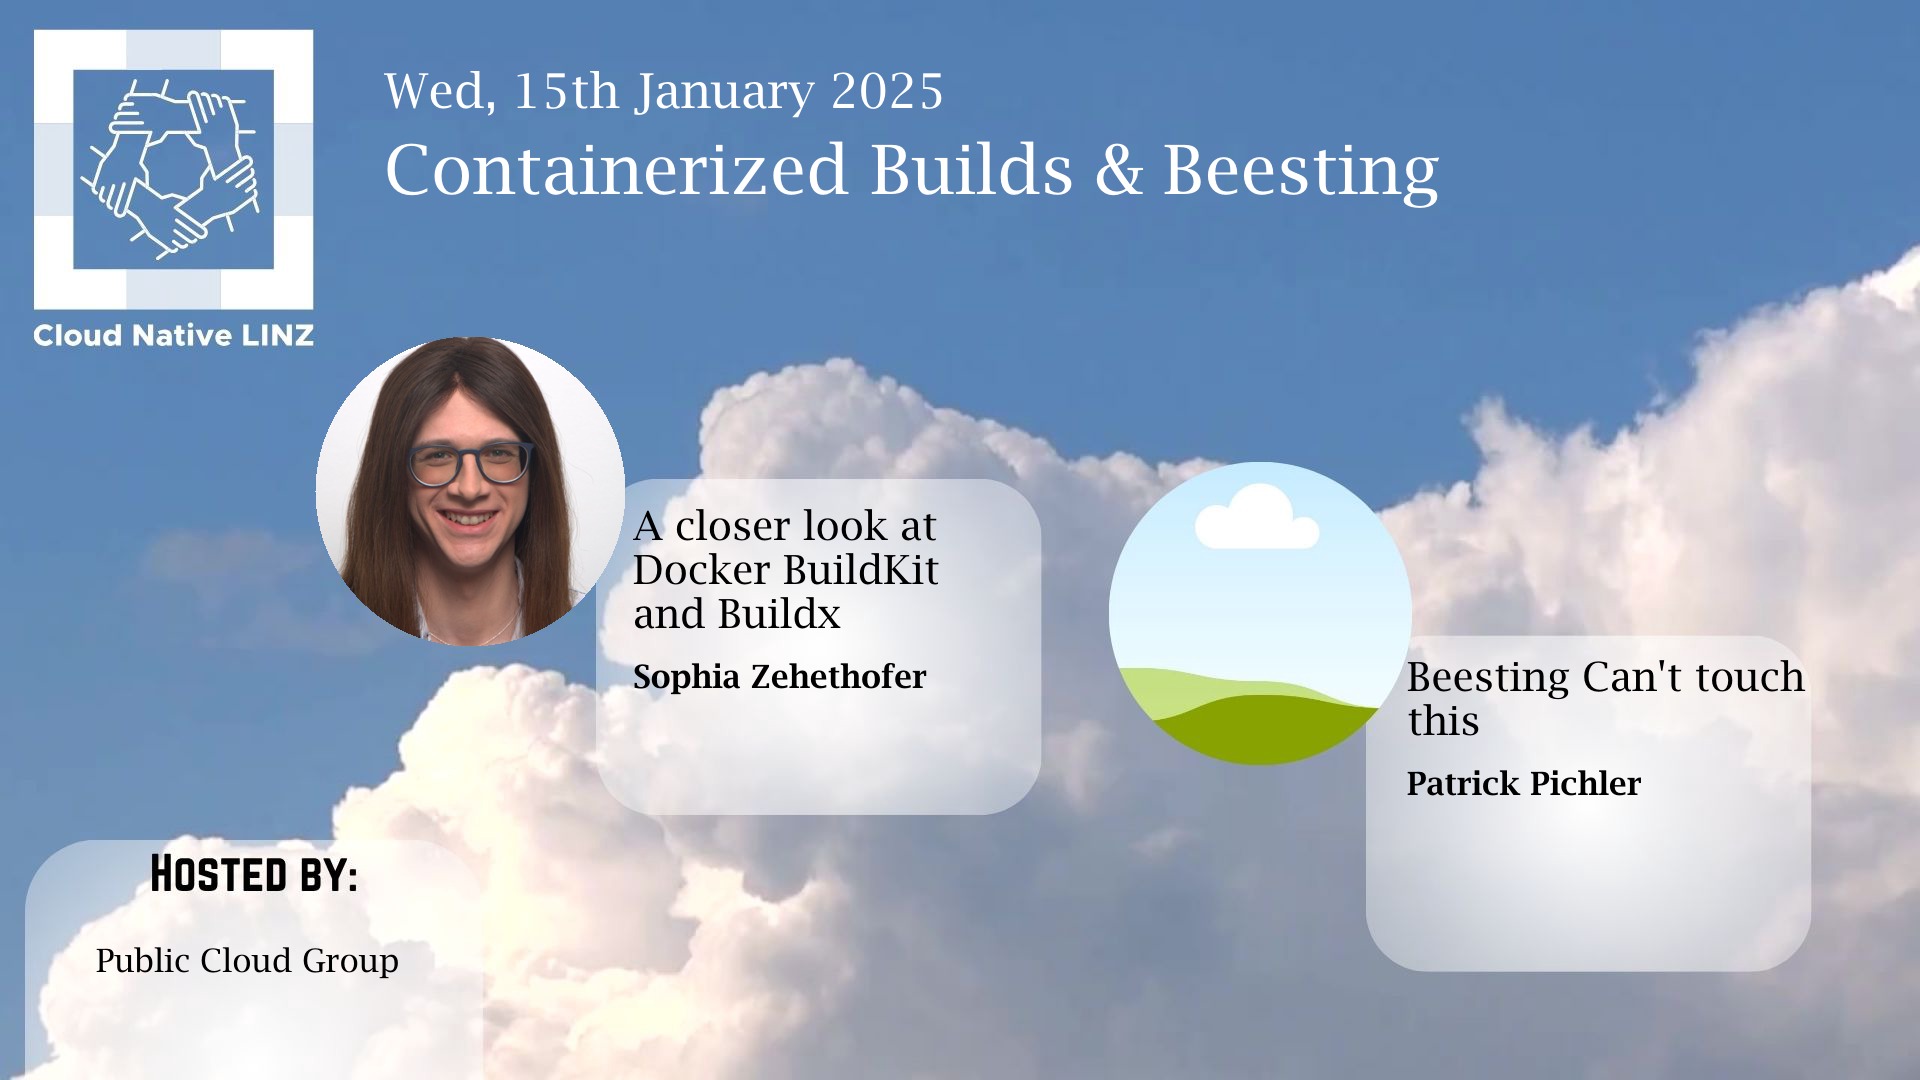 Wed, 15th January 2025
Containerized Builds & Beesting
Cloud Native LINZ
A closer look at
Docker BuildKit
and Buildx
Sophia Zehethofer
Beesting Can't touch
this
Patrick Pichler
HOSTED BY:
Public Cloud Group